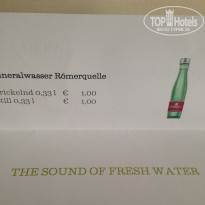 TOP HOTELS
neralwasser Römerquelle
rickelnd 0,33 l € 1,00
till 0,33 l € 1,00
THE SOUND OF FRESH WATER